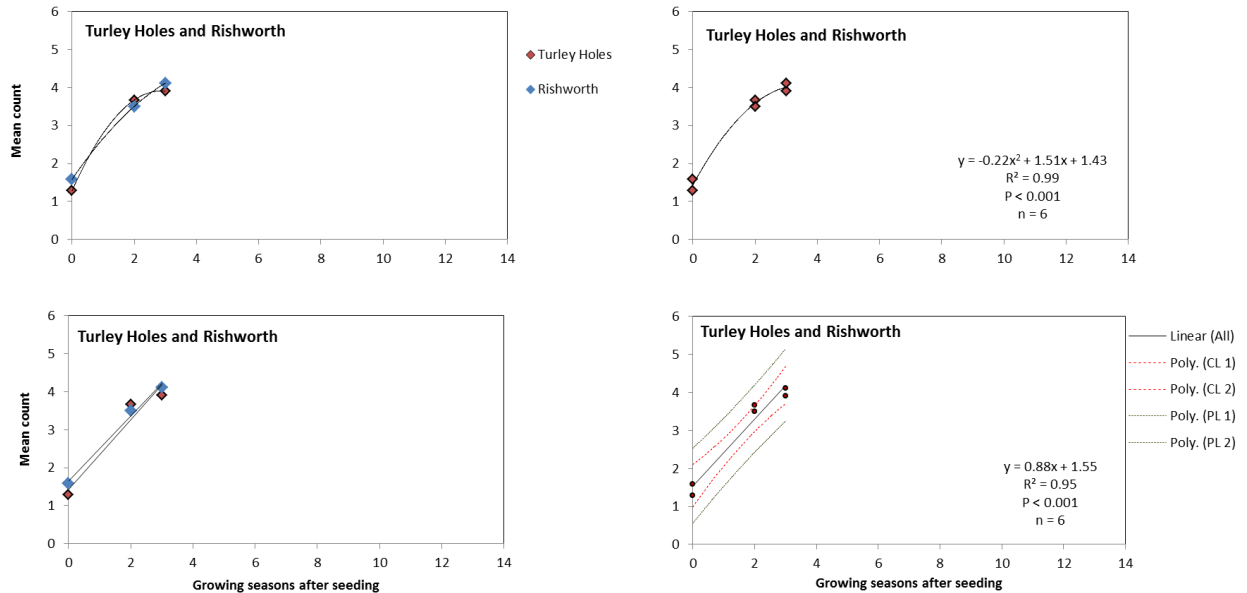 Turley Holes and Rishworth
Mean count
6
5
4
3
2
1
0
0 2 4 6 8 10 12 14
Turley Holes
Rishworth
Turley Holes and Rishworth
6
5
4
3
2
1
0
0 2 4 6 8 10 12 14
y = -0.22x² + 1.51x + 1.43
R² = 0.99
P < 0.001
n = 6
Turley Holes and Rishworth
Mean count
6
5
4
3
2
1
0
0 2 4 6 8 10 12 14
Growing seasons after seeding
Turley Holes and Rishworth
6
5
4
3
2
1
0
0 2 4 6 8 10 12 14
Growing seasons after seeding
y = 0.88x + 1.55
R² = 0.95
P < 0.001
n = 6
Linear (All)
Poly. (CL 1)
Poly. (CL 2)
Poly. (PL 1)
Poly. (PL 2)